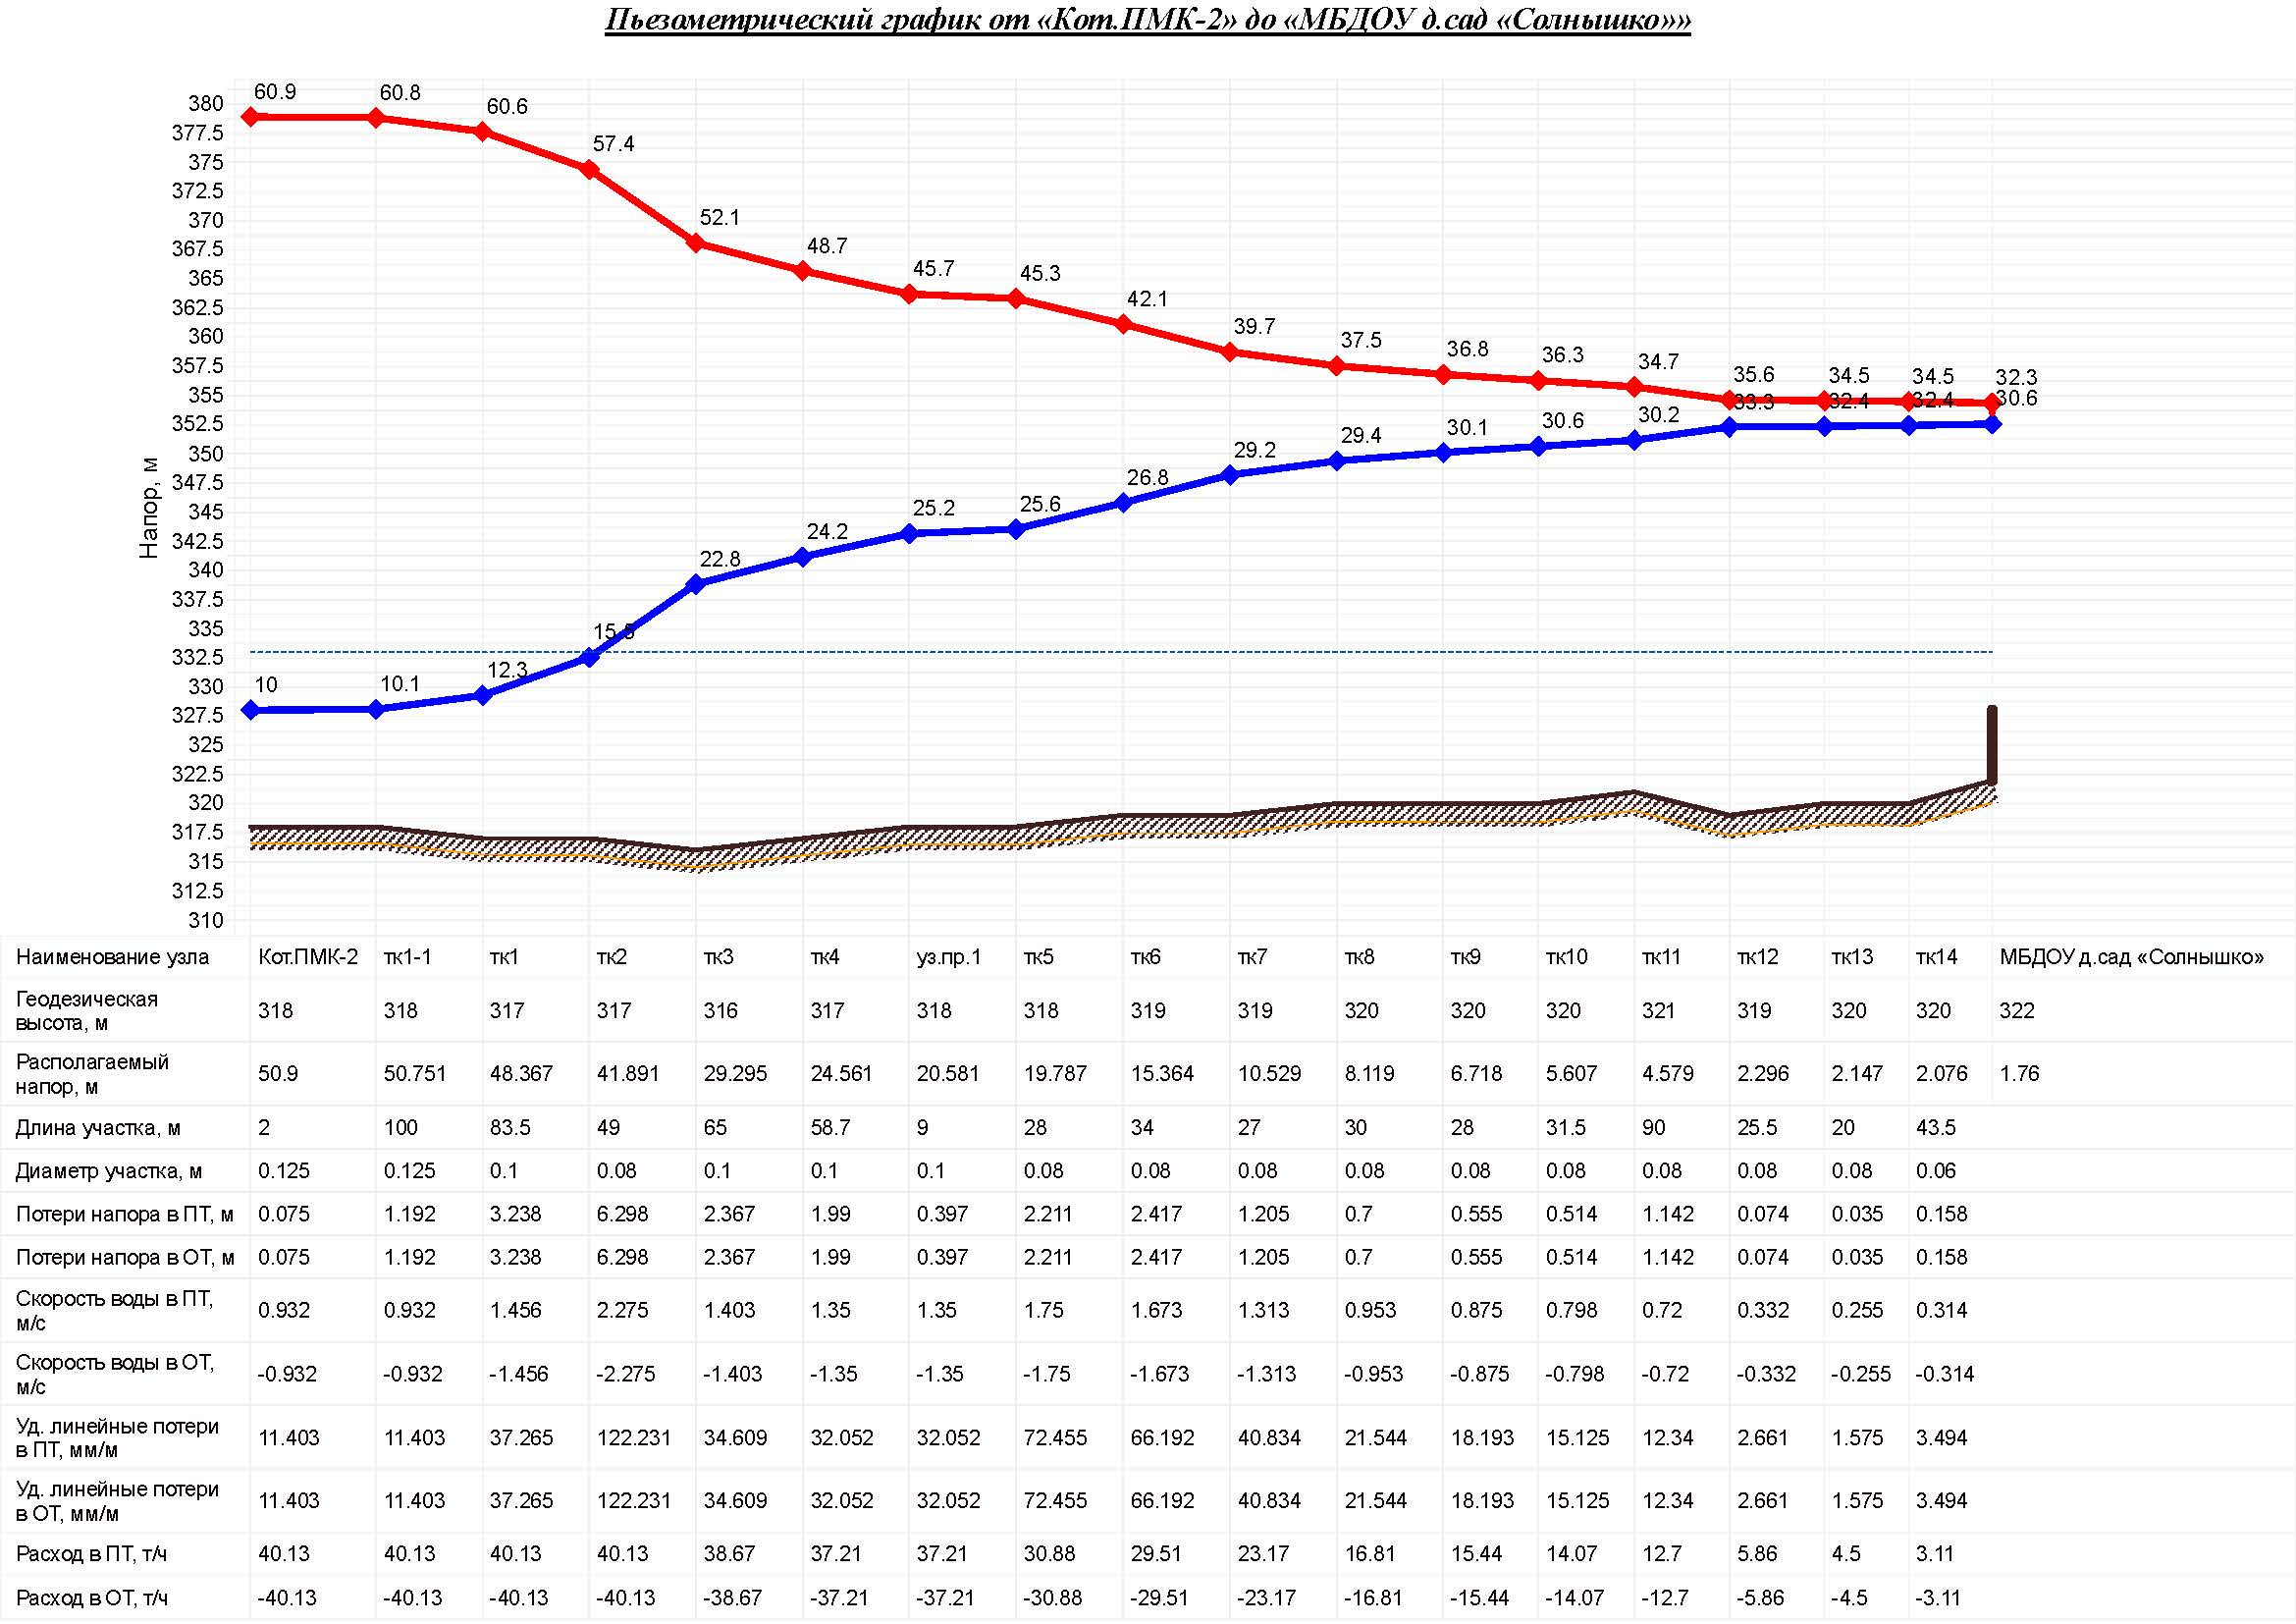 Пьезометрический график от «Кот.ПМК-2» до «МБДОУ д.сад «Солнышко»»
60.9 60.8 60.6 57.4 52.1 48.7 45.7 45.3 42.1 39.7 37.5 36.8 36.3 34.7 35.6 34.5 34.5 32.3
10 10.1 12.3 15.5 22.8 24.2 25.2 25.6 26.8 29.2 29.4 30.1 30.6 30.2 33.3 32.4 32.4 30.6
Напор, м
380
377.5
375
372.5
370
367.5
365
362.5
360
357.5
355
352.5
350
347.5
345
342.5
340
337.5
335
332.5
330
327.5
325
322.5
320
317.5
315
312.5
310
Наименование узла Кот.ПМК-2 тк1-1 тк1 тк2 тк3 тк4 уз.пр.1 тк5 тк6 тк7 тк8 тк9 тк10 тк11 тк12 тк13 тк14 МБДОУ д.сад «Солнышко»
Геодезическая
высота, м 318 318 317 317 316 317 318 318 319 319 320 320 320 321 319 320 320 322
Располагаемый
напор, м 50.9 50.751 48.367 41.891 29.295 24.561 20.581 19.787 15.364 10.529 8.119 6.718 5.607 4.579 2.296 2.147 2.076 1.76
Длина участка, м 2 100 83.5 49 65 58.7 9 28 34 27 30 28 31.5 90 25.5 20 43.5
Диаметр участка, м 0.125 0.125 0.1 0.08 0.1 0.1 0.1 0.08 0.08 0.08 0.08 0.08 0.08 0.08 0.08 0.08 0.06
Потери напора в ПТ, м 0.075 1.192 3.238 6.298 2.367 1.99 0.397 2.211 2.417 1.205 0.7 0.555 0.514 1.142 0.074 0.035 0.158
Потери напора в ОТ, м 0.075 1.192 3.238 6.298 2.367 1.99 0.397 2.211 2.417 1.205 0.7 0.555 0.514 1.142 0.074 0.035 0.158
Скорость воды в ПТ,
м/с 0.932 0.932 1.456 2.275 1.403 1.35 1.35 1.75 1.673 1.313 0.953 0.875 0.798 0.72 0.332 0.255 0.314
Скорость воды в ОТ,
м/с -0.932 -0.932 -1.456 -2.275 -1.403 -1.35 -1.35 -1.75 -1.673 -1.313 -0.953 -0.875 -0.798 -0.72 -0.332 -0.255 -0.314
Уд. линейные потери
в ПТ, мм/м 11.403 11.403 37.265 122.231 34.609 32.052 32.052 72.455 66.192 40.834 21.544 18.193 15.125 12.34 2.661 1.575 3.494
Уд. линейные потери
в ОТ, мм/м 11.403 11.403 37.265 122.231 34.609 32.052 32.052 72.455 66.192 40.834 21.544 18.193 15.125 12.34 2.661 1.575 3.494
Расход в ПТ, т/ч 40.13 40.13 40.13 40.13 38.67 37.21 37.21 30.88 29.51 23.17 16.81 15.44 14.07 12.7 5.86 4.5 3.11
Расход в ОТ, т/ч -40.13 -40.13 -40.13 -40.13 -38.67 -37.21 -37.21 -30.88 -29.51 -23.17 -16.81 -15.44 -14.07 -12.7 -5.86 -4.5 -3.11